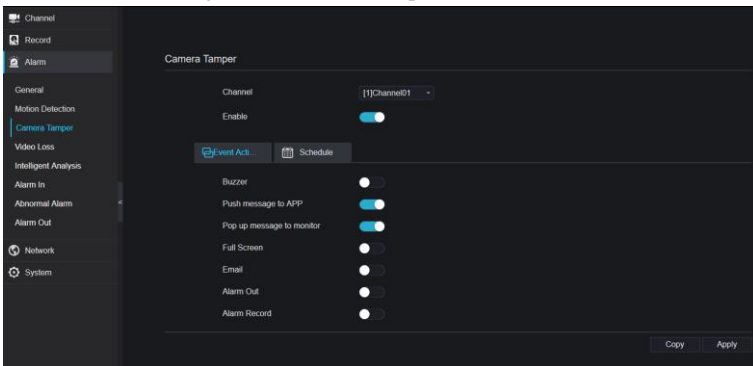 Channel
Record
Alarm
General
Motion Detection
Camera Tamper
Video Loss
Intelligent Analysis
Alarm In
Abnormal Alarm
Alarm Out
Network
System
Camera Tamper
Channel [1]Channel01
Enable
Event Acti... Schedule
Buzzer
Push message to APP
Pop up message to monitor
Full Screen
Email
Alarm Out
Alarm Record
Copy Apply